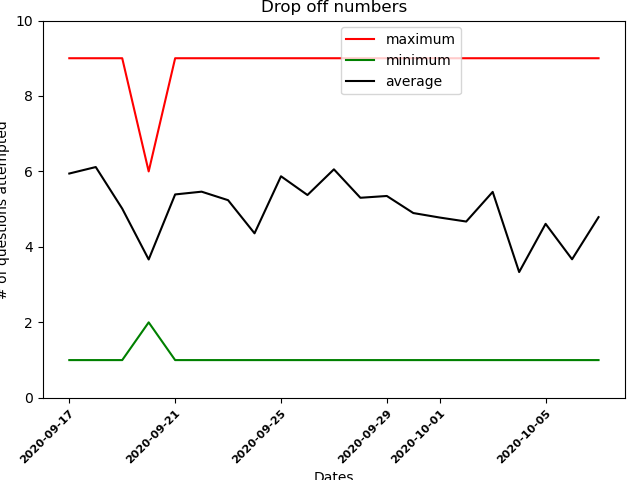 Drop off numbers
maximum
minimum
average
10
8
6
4
2
0
# of questions attempted
2020-09-17
2020-09-21
2020-09-25
2020-09-29
2020-10-01
2020-10-05
Dates